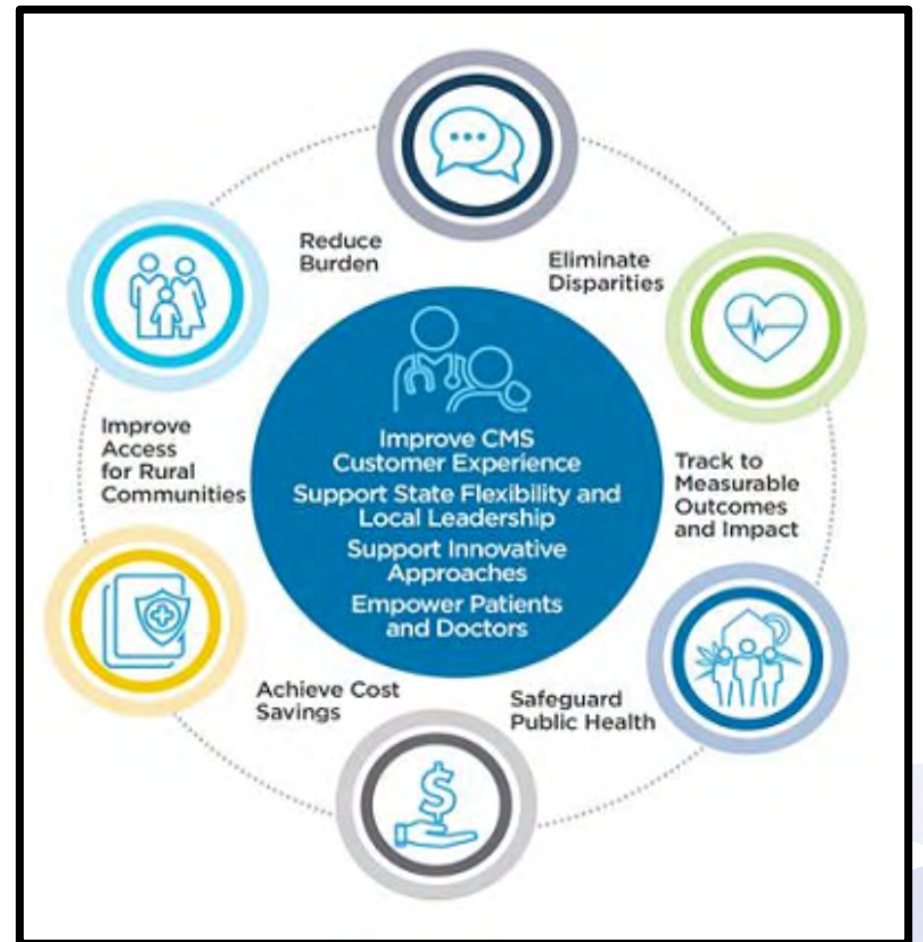 Reduce
Burden
Eliminate
Disparities
Improve
Access
for Rural
Communities
Improve CMS
Customer Experience
Support State Flexibility and
Local Leadership
Support Innovative
Approaches
Empower Patients
and Doctors
Track to
Measurable
Outcomes
and Impact
Achieve Cost
Savings
Safeguard
Public Health
$